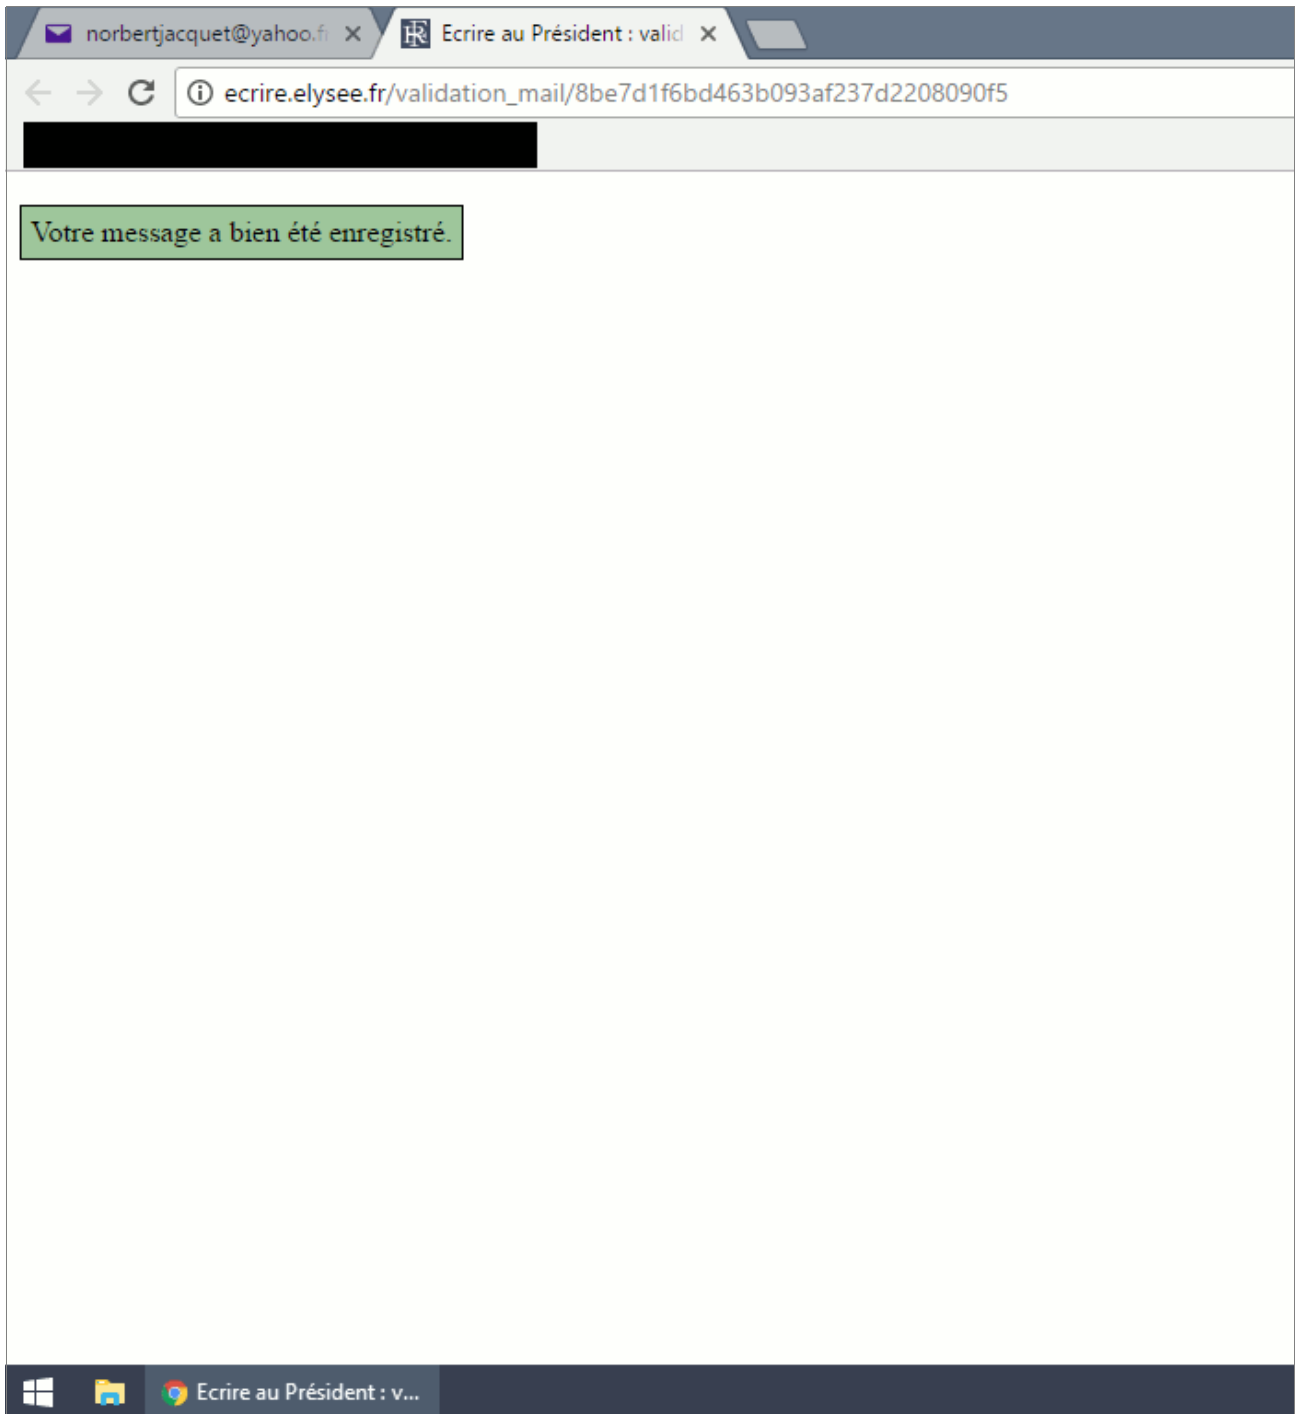 norbertjacquet@yahoo.f
Ecrire au Président : valid
ecrire.elysee.fr/validation_mail/8be7d1f6bd463b093af237d2208090f5
Votre message a bien été enregistré.
Ecrire au Président : v...